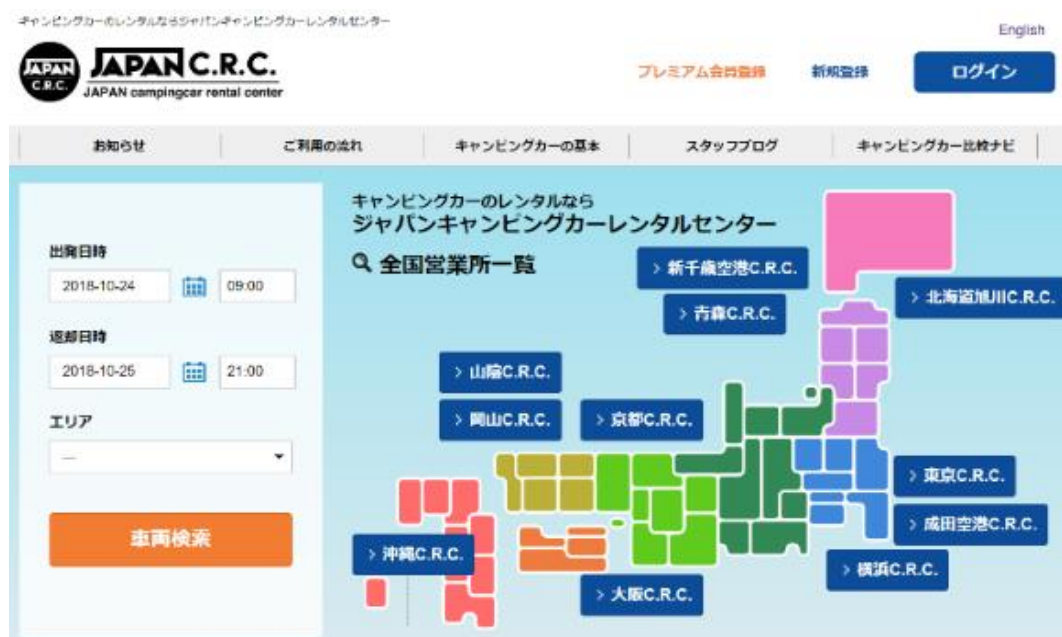 キャンピングカーのレンタルならジャパンキャンピングカーレンタルセンター
English
JAPAN C.R.C.
JAPAN C.R.C.
JAPAN campingcar rental center
プレミアム会員登録
新規登録
ログイン
お知らせ
ご利用の流れ
キャンピングカーの基本
スタッフブログ
キャンピングカー比較ナビ
キャンピングカーのレンタルなら
ジャパンキャンピングカーレンタルセンター
全国営業所一覧
出発日時
2018-10-24
09:00
返却日時
2018-10-25
21:00
エリア
---
車両検索
> 新千歳空港C.R.C.
> 北海道旭川C.R.C.
> 青森C.R.C.
> 山陰C.R.C.
> 岡山C.R.C.
> 京都C.R.C.
> 東京C.R.C.
> 成田空港C.R.C.
> 沖縄C.R.C.
> 横浜C.R.C.
> 大阪C.R.C.